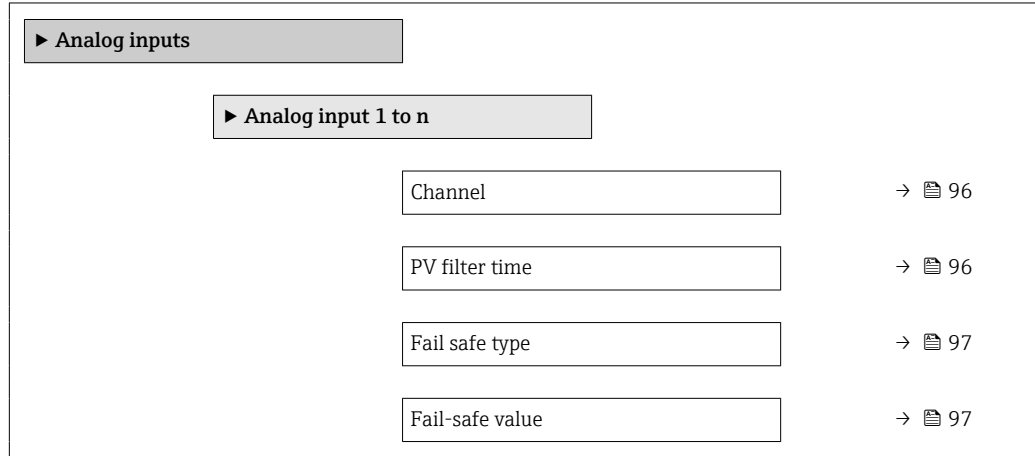 ▶ Analog inputs
▶ Analog input 1 to n
Channel → 96
PV filter time → 96
Fail safe type → 97
Fail-safe value → 97